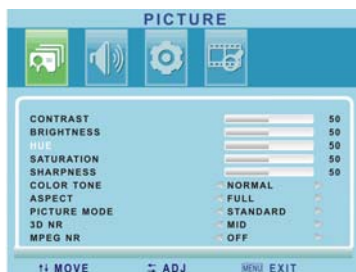 PICTURE
CONTRAST 50
BRIGHTNESS 50
HUE 50
SATURATION 50
SHARPNESS 50
COLOR TONE NORMAL
ASPECT FULL
PICTURE MODE STANDARD
3D NR MID
MPEG NR OFF
MOVE ADJ MENU EXIT